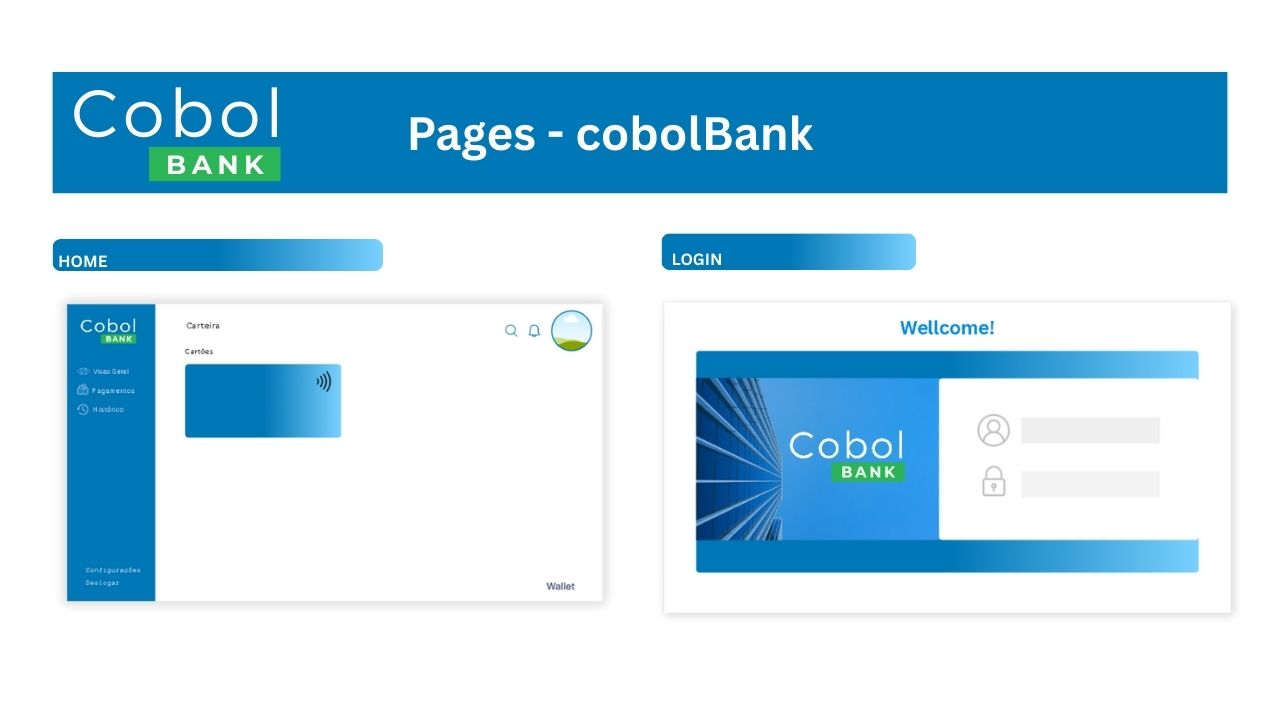 Cobol
BANK
Pages - cobolBank
HOME
LOGIN
Cobol
BANK
Visao Geral
Pagamentos
Histórico
Configurações
Deslogar
Carteira
Cartões
Wallet
Wellcome!
Cobol
BANK